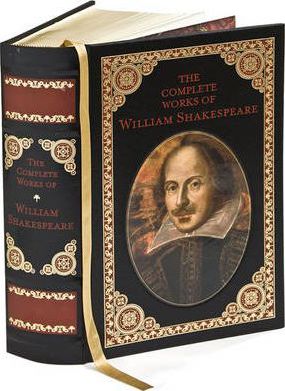 THE
COMPLETE
WORKS OF
WILLIAM SHAKESPEARE
THE
COMPLETE
WORKS OF
WILLIAM
SHAKESPEARE